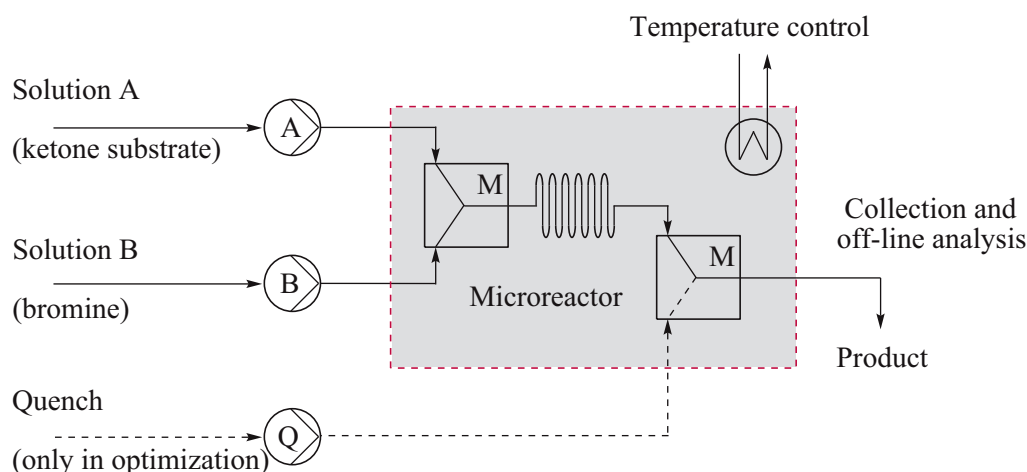 Temperature control
Solution A
A
(ketone substrate)
M
Collection and
off-line analysis
Solution B
M
B
Microreactor
(bromine)
Product
Quench
Q
(only in optimization)